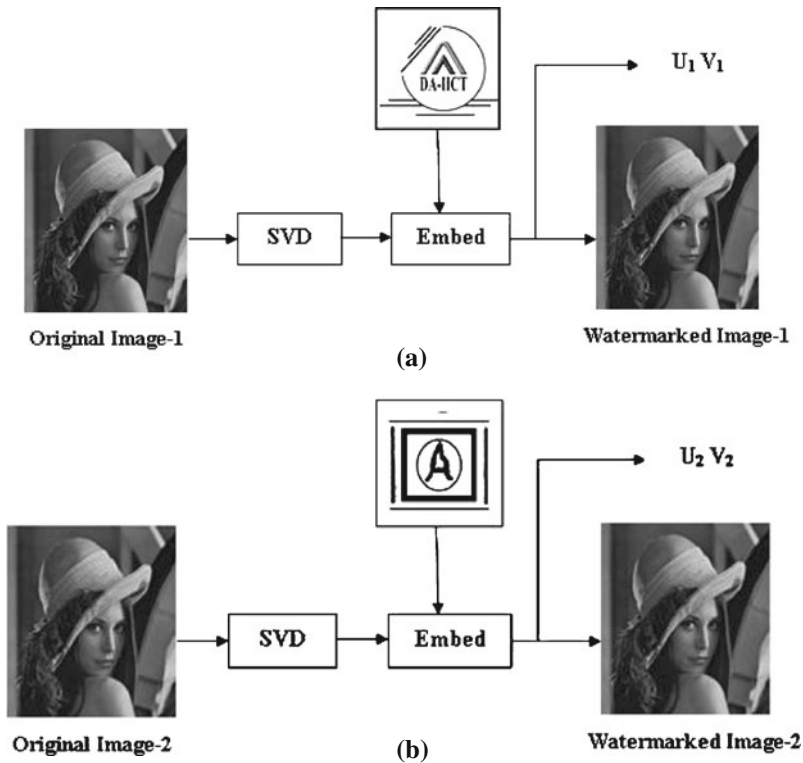 DA-IICT
U₁ V₁
SVD
Embed
Original Image-1
Watermarked Image-1
(a)
A
U₂ V₂
SVD
Embed
Original Image-2
Watermarked Image-2
(b)